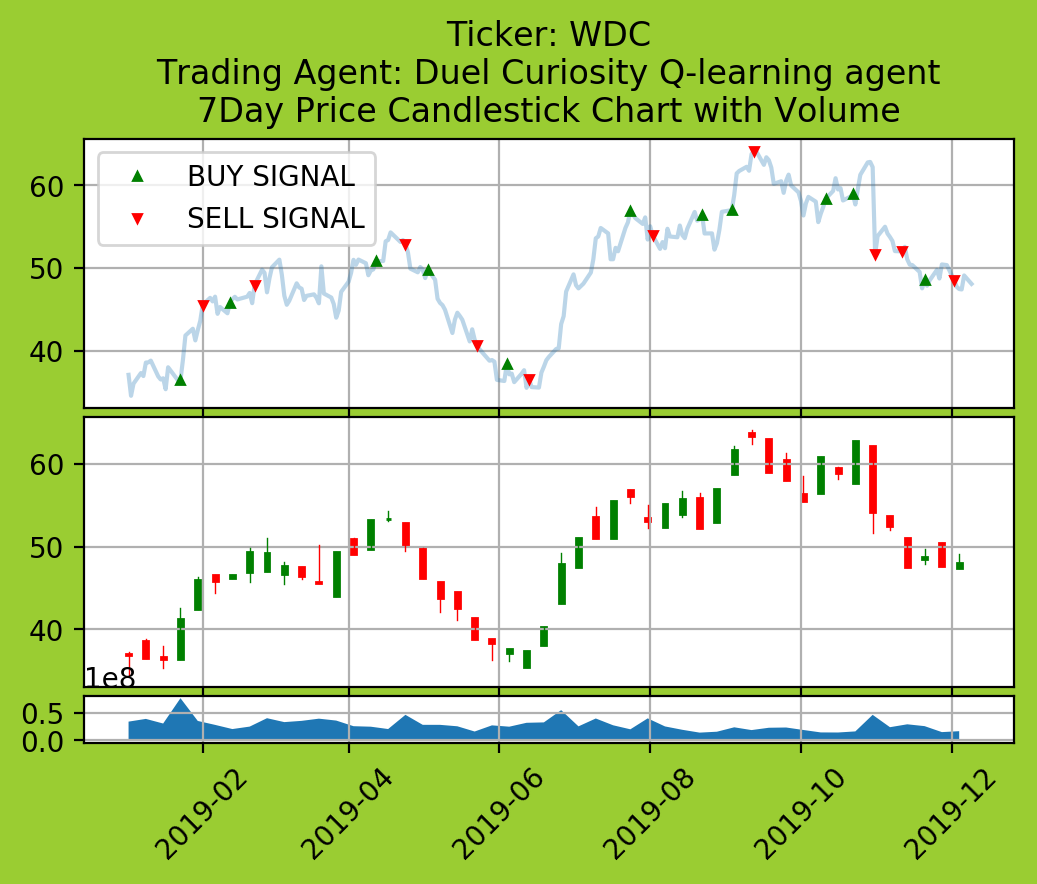 Ticker: WDC
Trading Agent: Duel Curiosity Q-learning agent
7Day Price Candlestick Chart with Volume
BUY SIGNAL
SELL SIGNAL
60
50
40
60
50
40
1e8
0.5
0.0
2019-02
2019-04
2019-06
2019-08
2019-10
2019-12